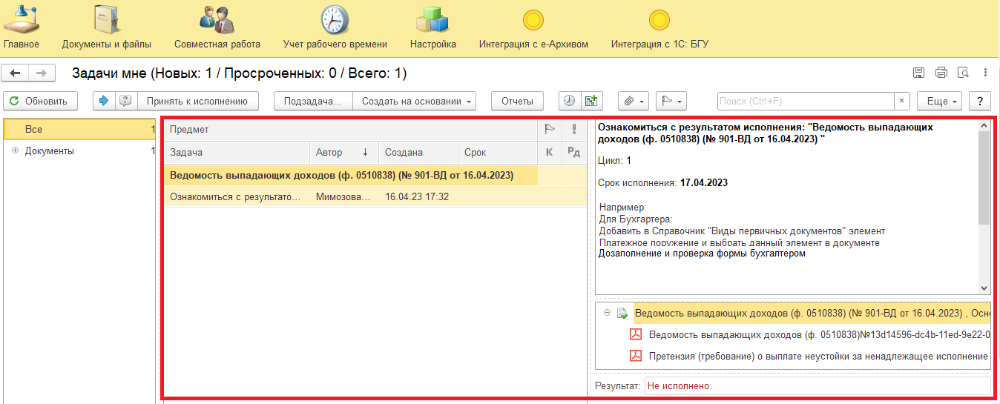 Главное Документы и файлы Совместная работа Учет рабочего времени Настройка Интеграция с е-Архивом Интеграция с 1С: БГУ
Задачи мне (Новых: 1 / Просроченных: 0 / Всего: 1)
Обновить Принять к исполнению Подзадача... Создать на основании Отчеты Поиск (Ctrl+F) × Еще ?
Все 1
Документы 1
Предмет
Задача Автор ↓ Создана Срок К РД
Ведомость выпадающих доходов (ф. 0510838) (№ 901-ВД от 16.04.2023)
Ознакомиться с результато... Мимозова... 16.04.23 17:32
Ознакомиться с результатом исполнения: "Ведомость выпадающих
доходов (ф. 0510838) (№ 901-ВД от 16.04.2023) "
Цикл: 1
Срок исполнения: 17.04.2023
Например:
Для Бухгартера:
Добавить в Справочник "Виды первичных документов" элемент
Платежное поружение и выбрать данный элемент в документе
Дозаполнение и проверка формы бухгалтером
Ведомость выпадающих доходов (ф. 0510838) (№ 901-ВД от 16.04.2023) , Осно
Ведомость выпадающих доходов (ф. 0510838)№13d14596-dc4b-11ed-9e22-0
Претензия (требование) о выплате неустойки за ненадлежащее исполнение
Результат: Не исполнено